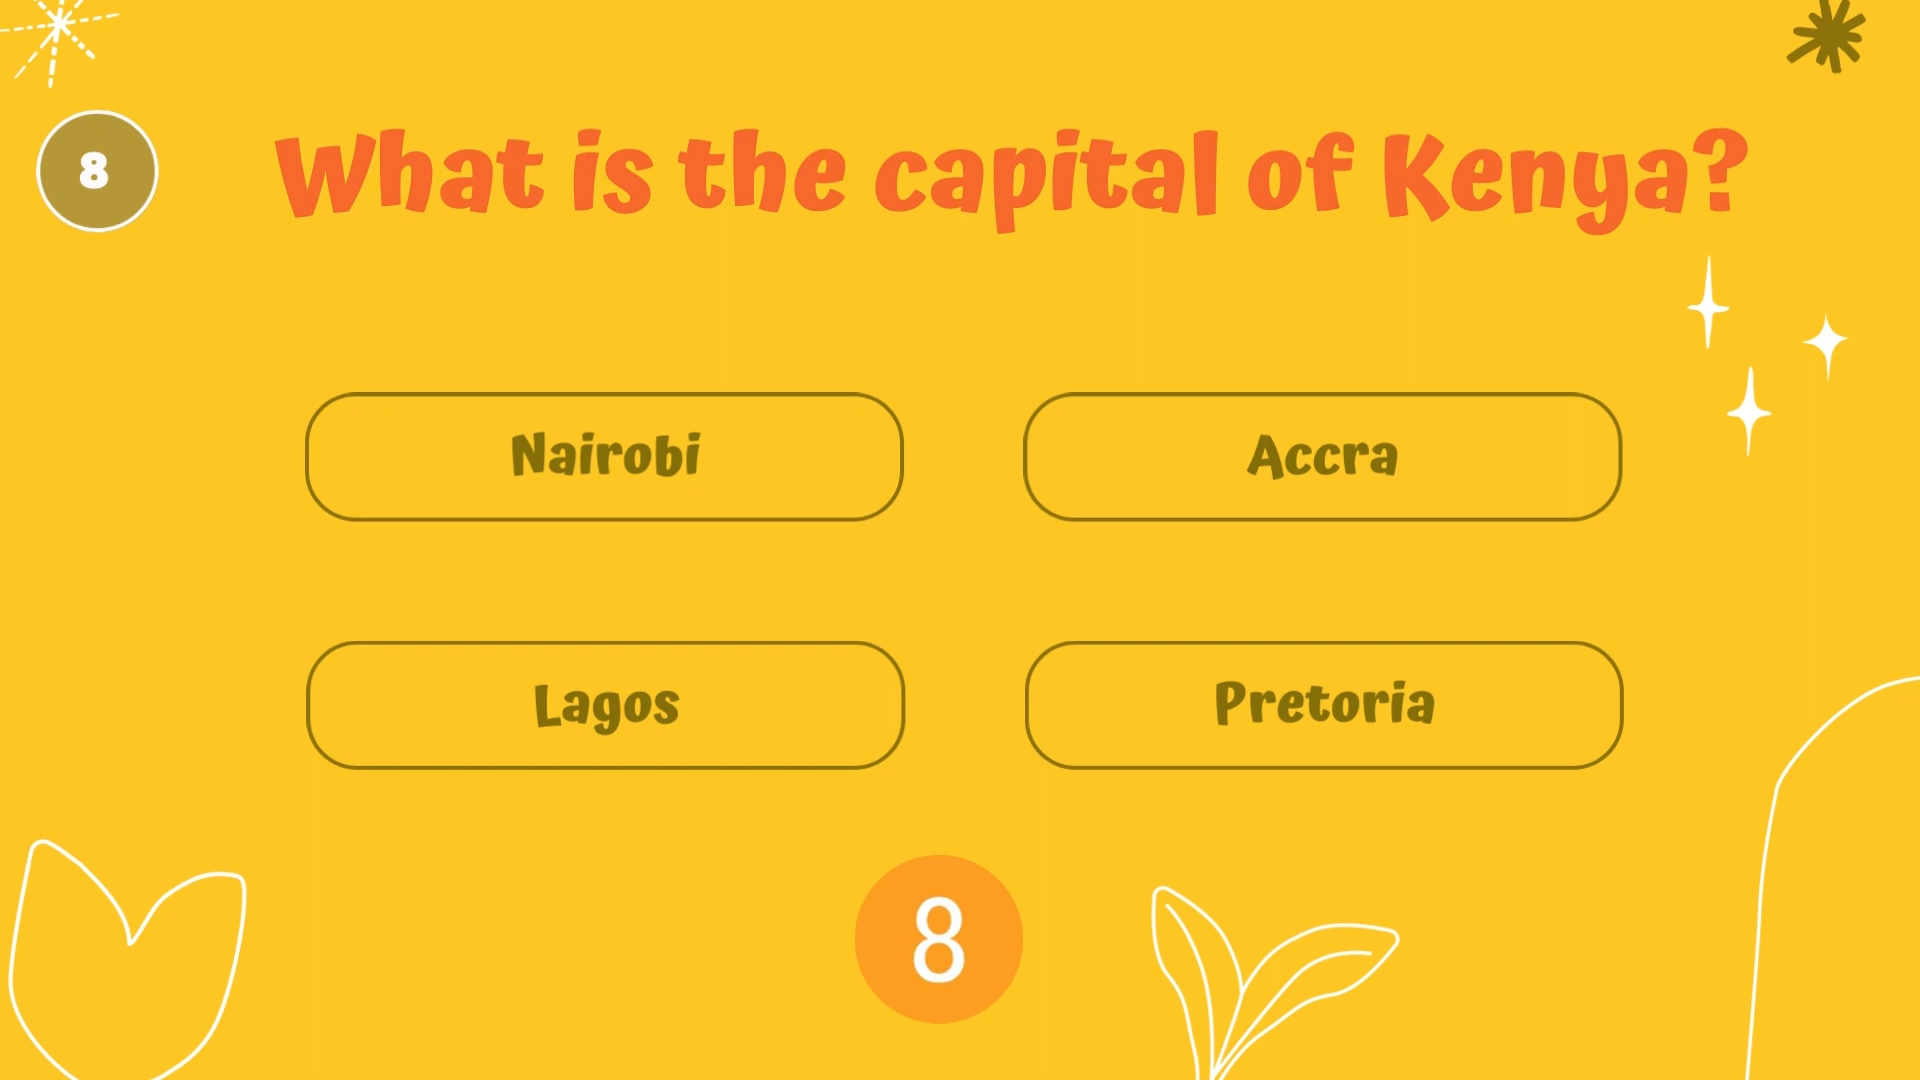 8
What is the capital of Kenya?
Nairobi
Accra
Lagos
Pretoria
8